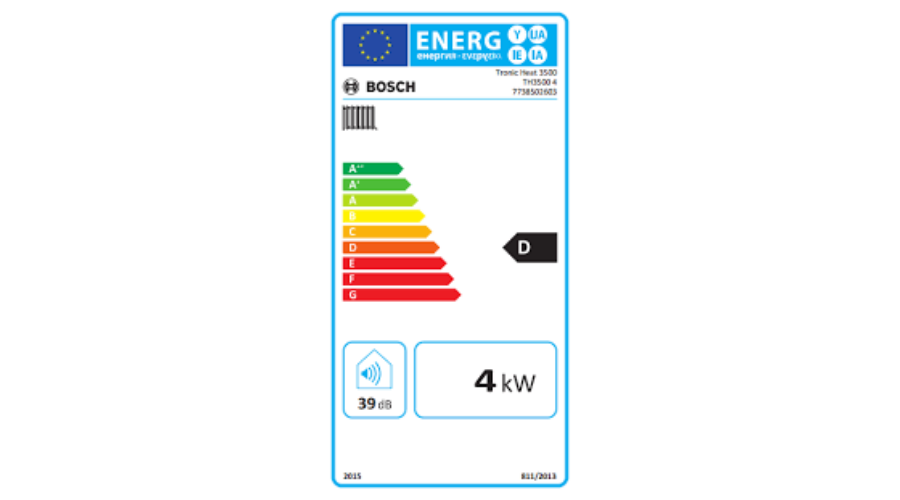 ENERG Y UA
енергия · ενεργεια IE IA
Tronic Heat 3500
BOSCH TH3500 4
7738502603
A++
A+
A
B
C
D
D
E
F
G
39 dB
4 kW
2015 811/2013